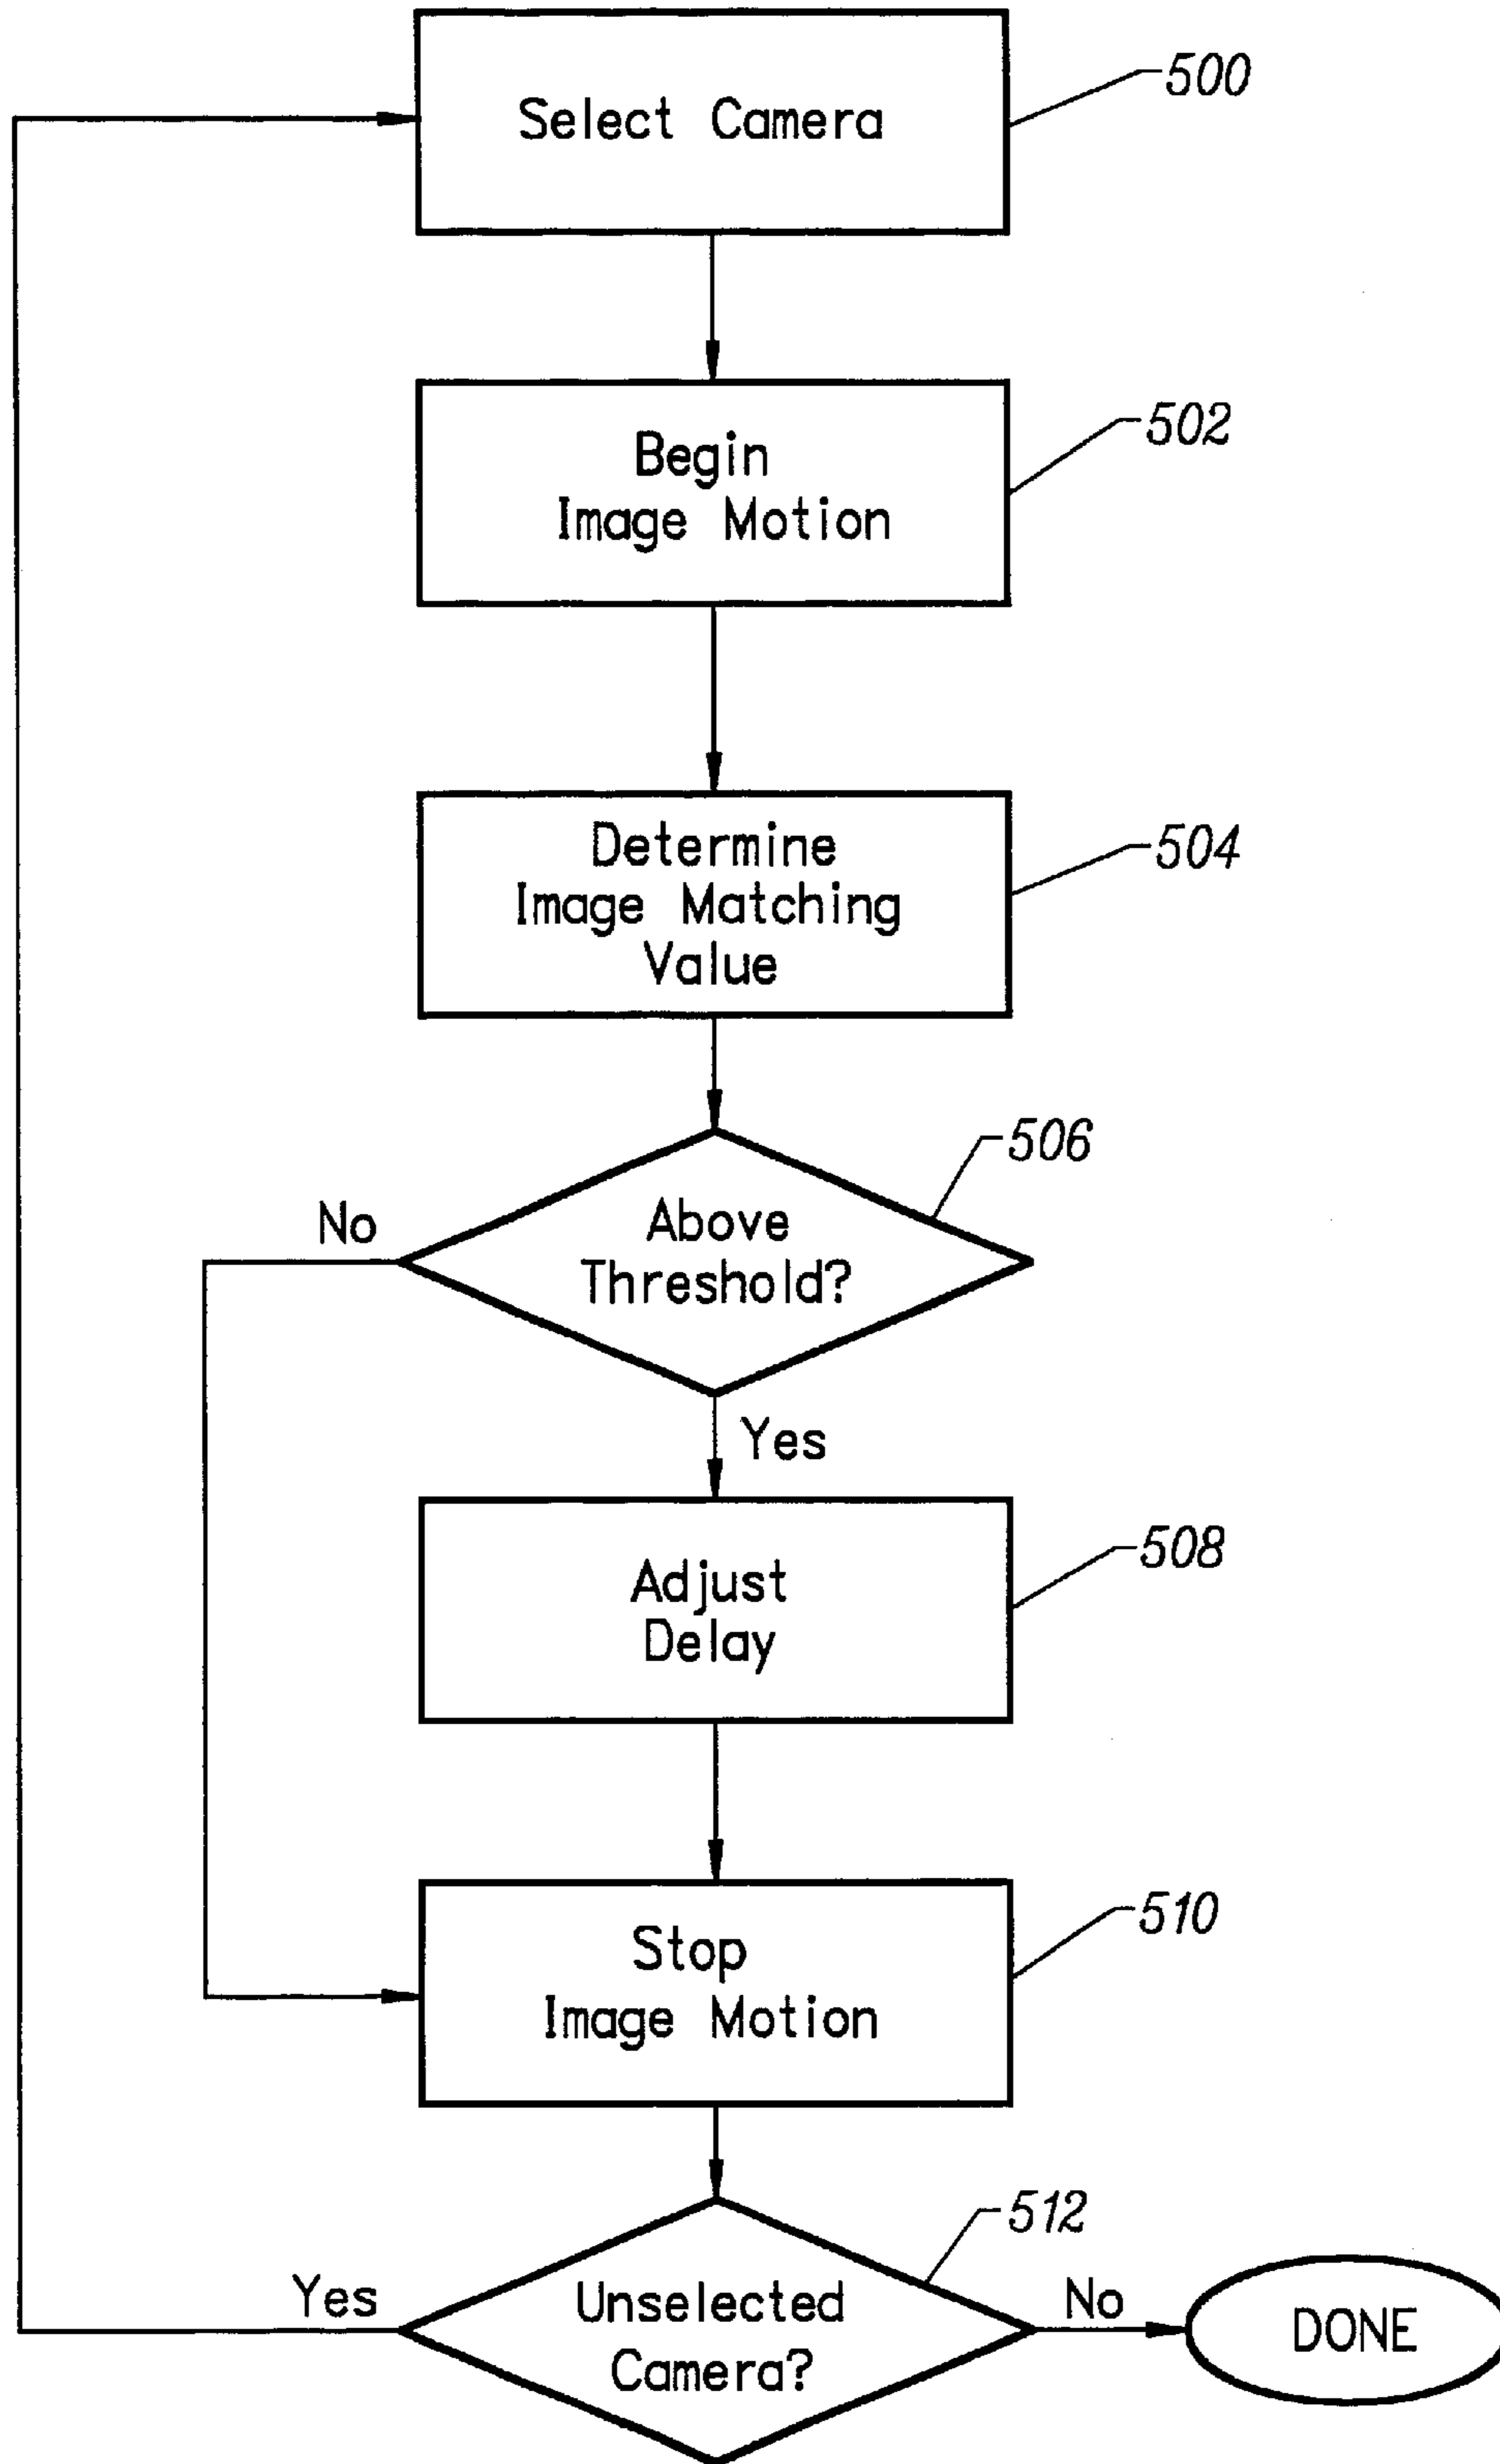 Select Camera
500
Begin
Image Motion
502
Determine
Image Matching
Value
504
Above
Threshold?
506
No
Yes
Adjust
Delay
508
Stop
Image Motion
510
Unselected
Camera?
512
Yes
No
DONE